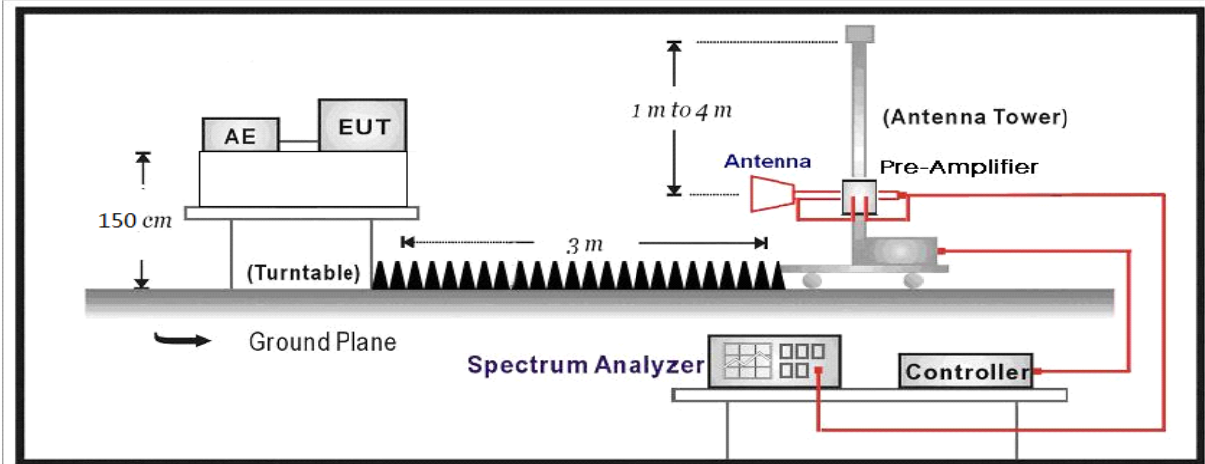 1 m to 4 m
(Antenna Tower)
AE
EUT
Antenna
Pre-Amplifier
150 cm
3 m
(Turntable)
Ground Plane
Spectrum Analyzer
Controller